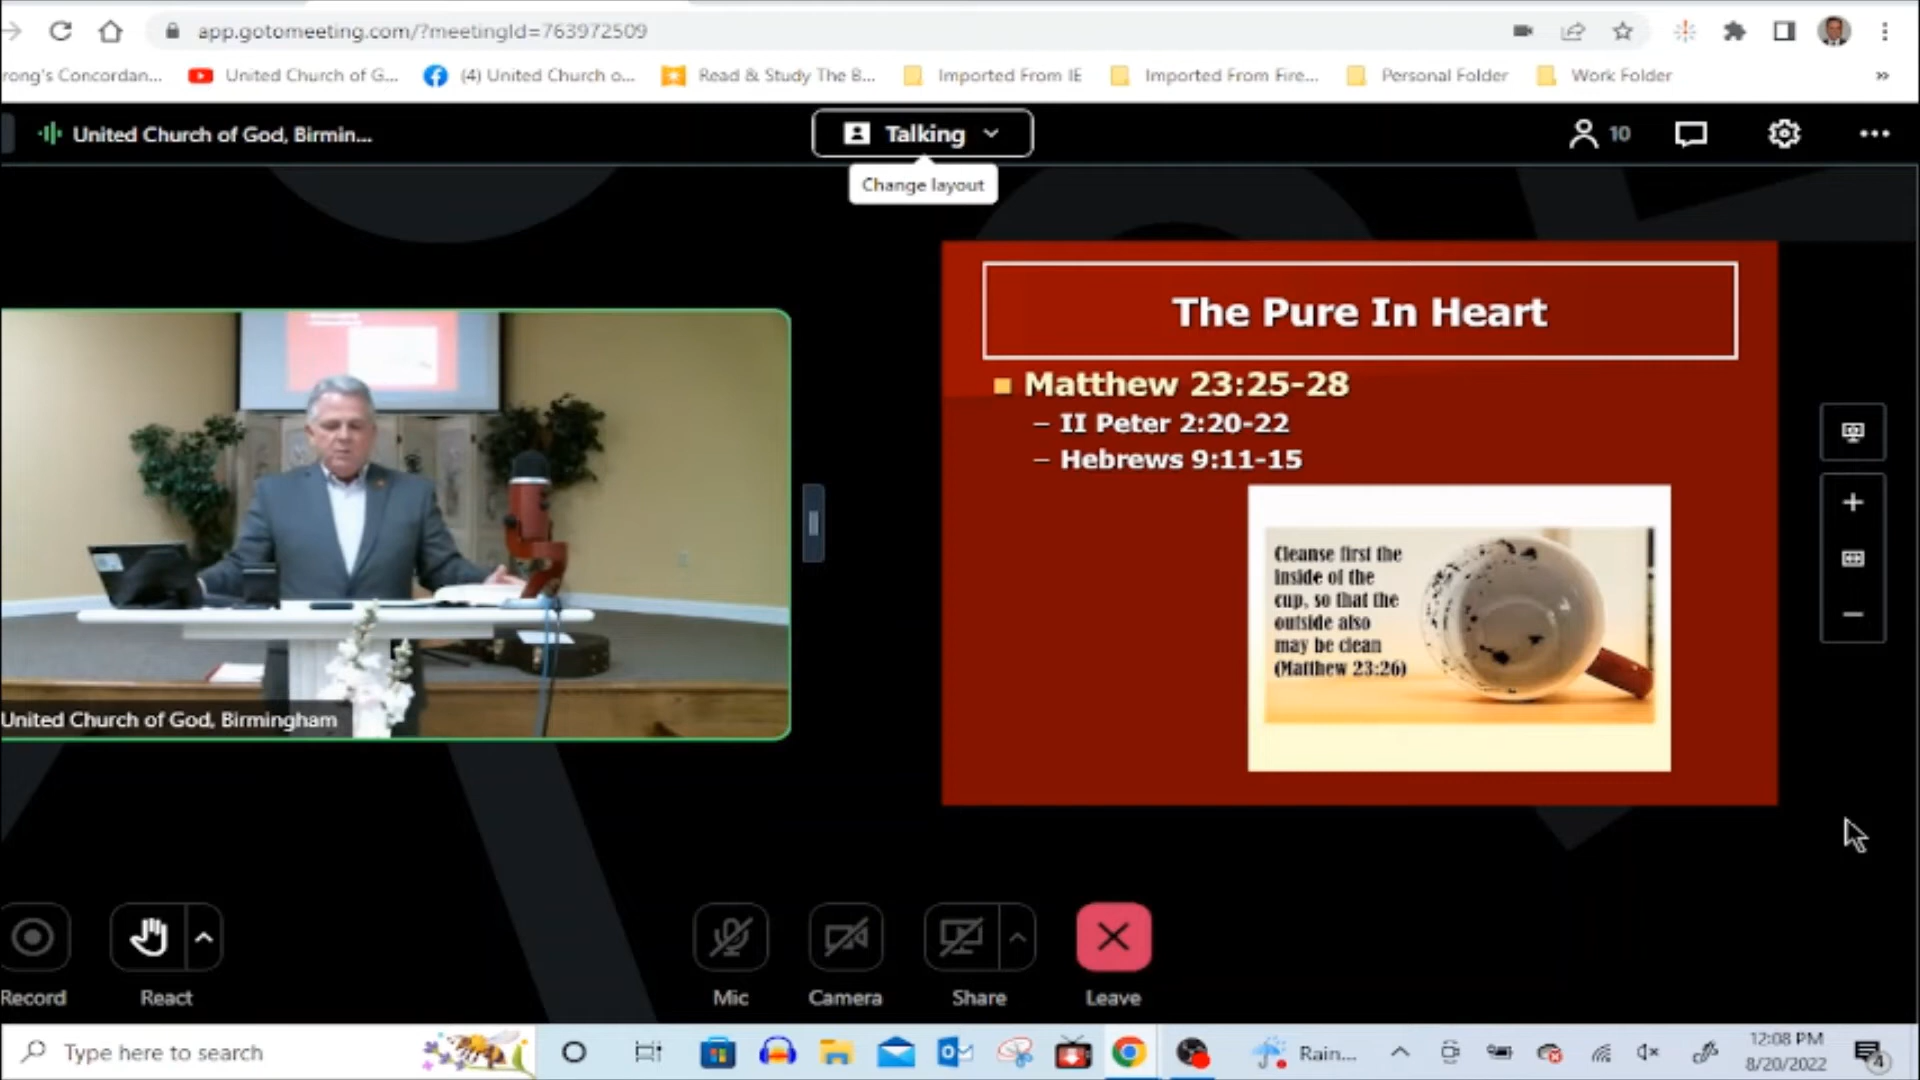 app.gotomeeting.com/?meetingId=763972509
rong's Concordan...
United Church of G...
(4) United Church o...
Read & Study The B...
Imported From IE
Imported From Fire...
Personal Folder
Work Folder
»
United Church of God, Birmin...
Talking
10
Change layout
The Pure In Heart
Matthew 23:25-28
– II Peter 2:20-22
– Hebrews 9:11-15
Cleanse first the
inside of the
cup, so that the
outside also
may be clean
(Matthew 23:26)
United Church of God, Birmingham
Record
React
Mic
Camera
Share
Leave
Type here to search
Rain...
12:08 PM
8/20/2022
4